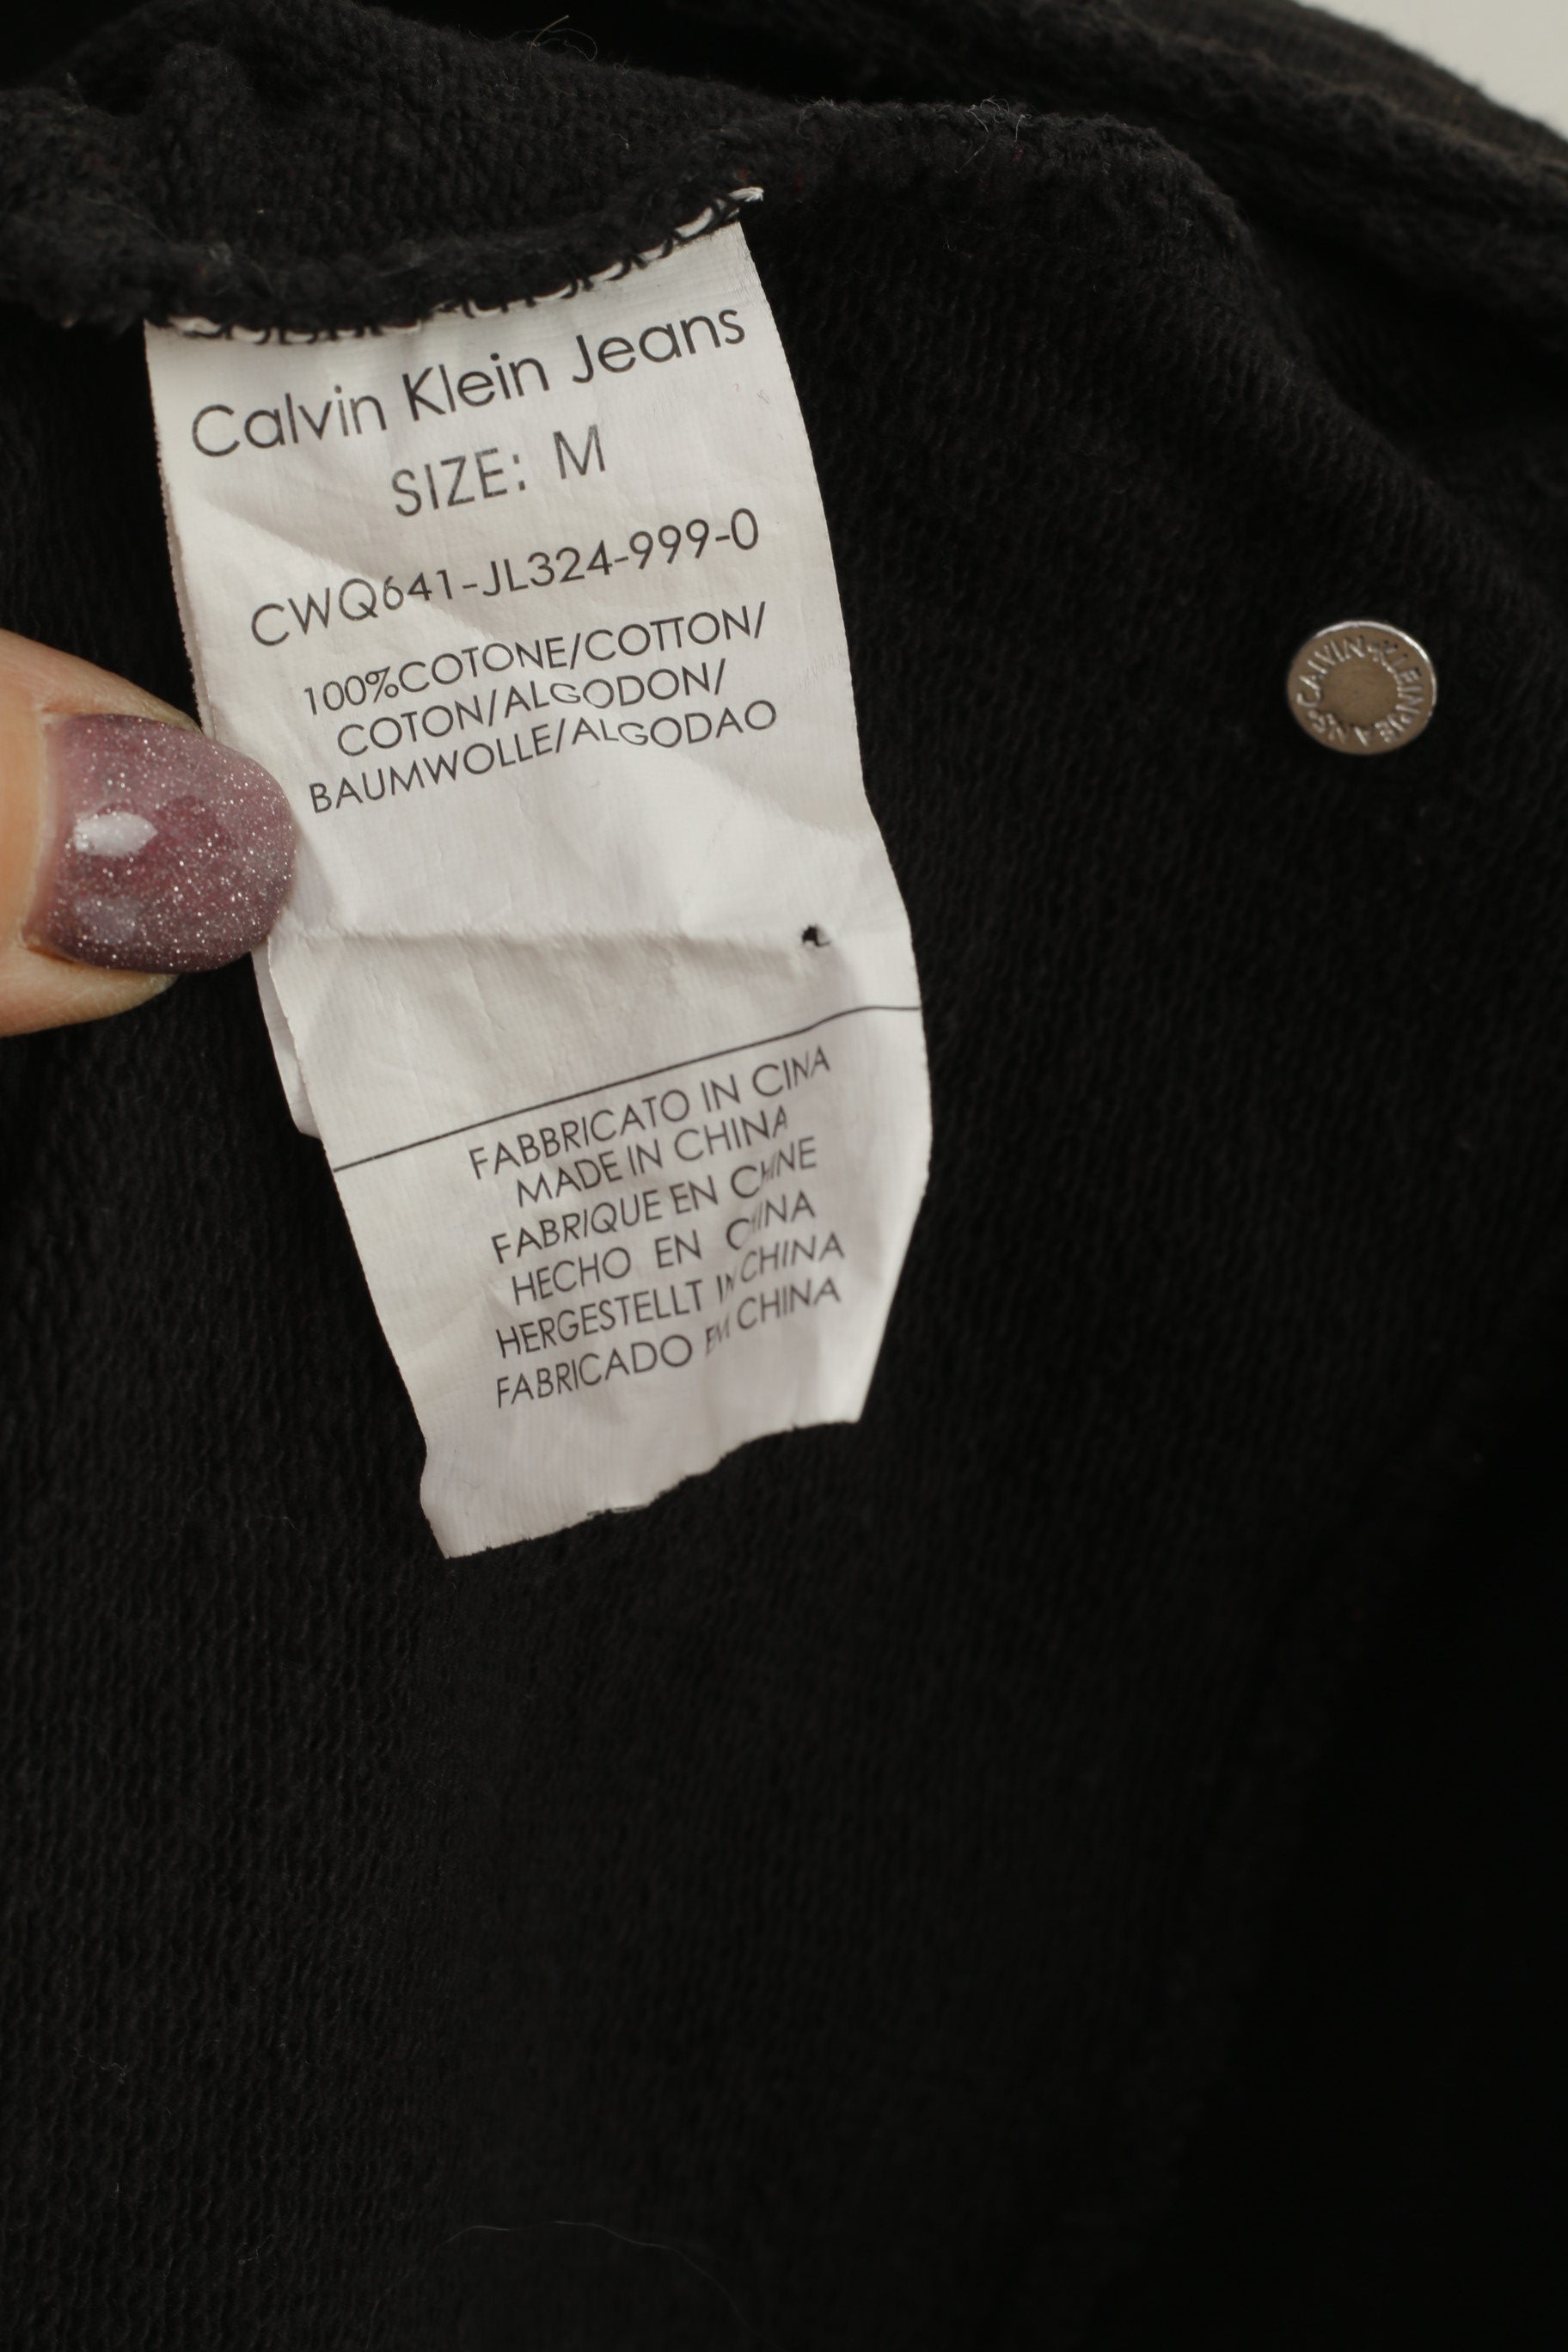 Calvin Klein Jeans
SIZE: M
CWQ641-JL324-999-0
100%COTONE/COTTON/
COTON/ALGODON/
BAUMWOLLE/ALGODAO
FABBRICATO IN CINA
MADE IN CHINA
FABRIQUE EN CHINE
HECHO EN CHINA
HERGESTELLT IN CHINA
FABRICADO EM CHINA
CALVIN KLEIN JEANS